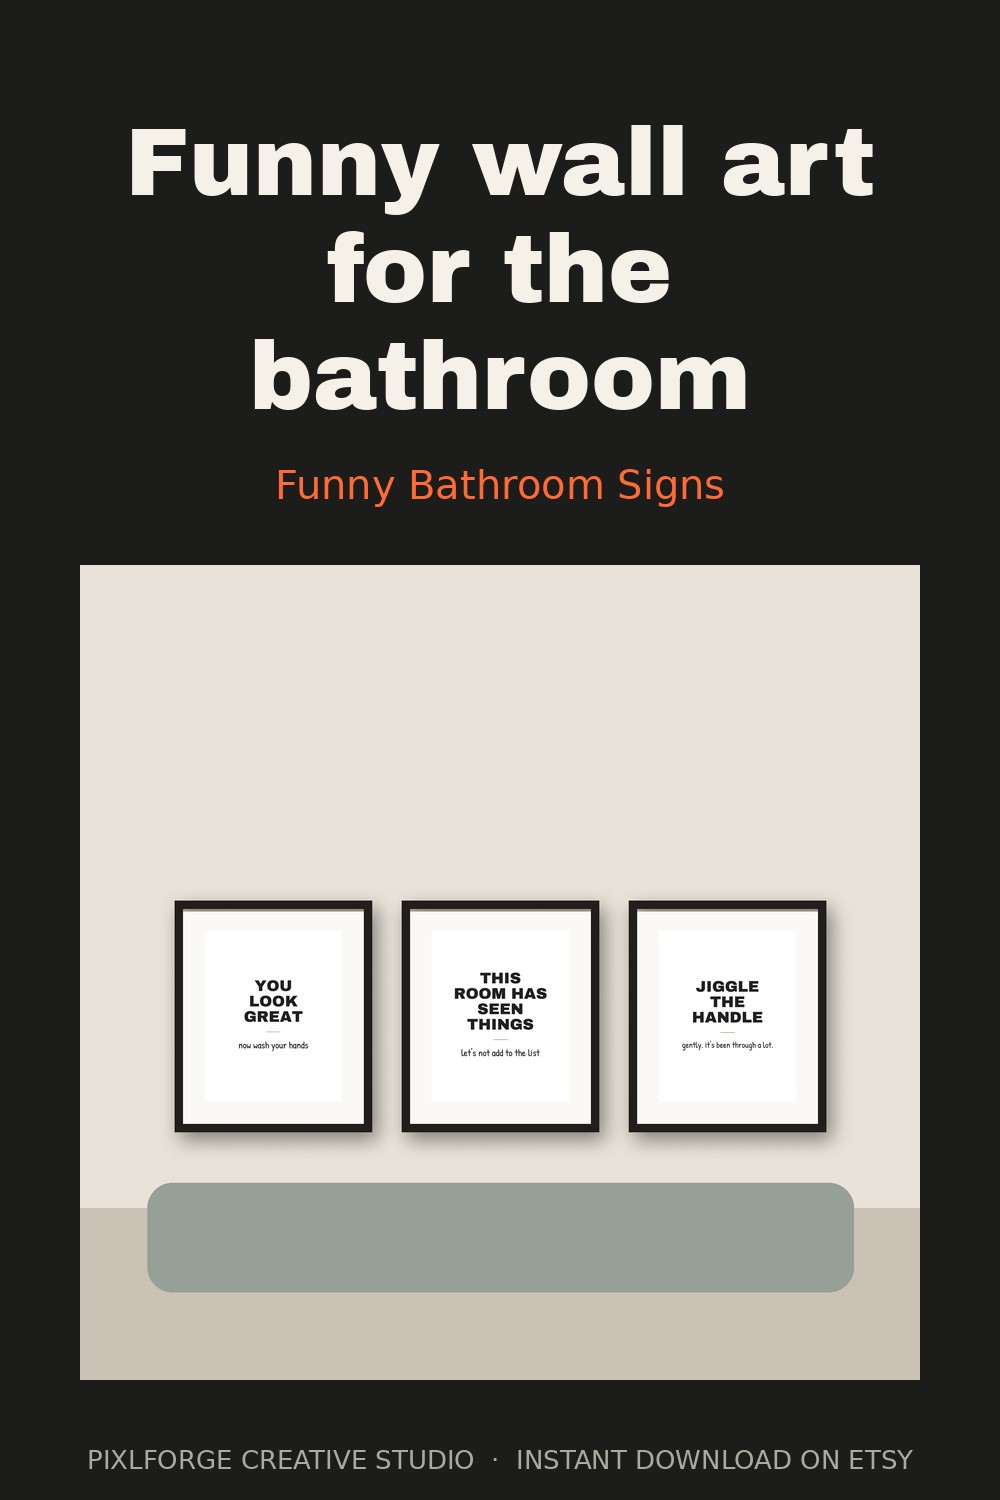 Funny wall art
for the
bathroom
Funny Bathroom Signs
YOU
LOOK
GREAT
now wash your hands
THIS
ROOM HAS
SEEN
THINGS
let's not add to the list
JIGGLE
THE
HANDLE
gently. it's been through a lot.
PIXLFORGE CREATIVE STUDIO · INSTANT DOWNLOAD ON ETSY